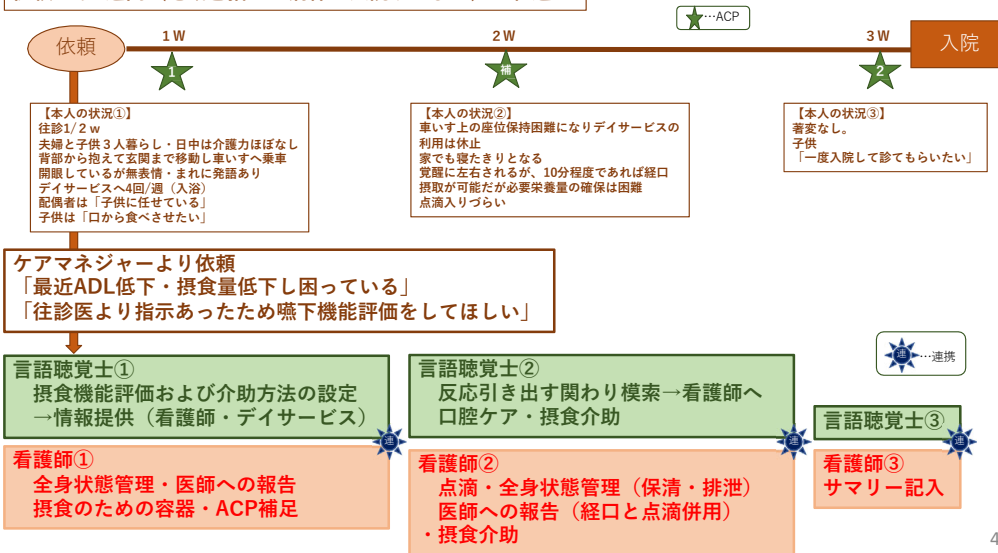 …ACP
依頼
1W
2W
3W
入院
1
補
2
【本人の状況①】
往診1/２ｗ
夫婦と子供３人暮らし・日中は介護力ほぼなし
背部から抱えて玄関まで移動し車いすへ乗車
開眼しているが無表情・まれに発語あり
デイサービスへ4回/週（入浴）
配偶者は「子供に任せている」
子供は「口から食べさせたい」
【本人の状況②】
車いす上の座位保持困難になりデイサービスの
利用は休止
家でも寝たきりとなる
覚醒に左右されるが、10分程度であれば経口
摂取が可能だが必要栄養量の確保は困難
点滴入りづらい
【本人の状況③】
著変なし。
子供
「一度入院して診てもらいたい」
ケアマネジャーより依頼
「最近ADL低下・摂食量低下し困っている」
「往診医より指示あったため嚥下機能評価をしてほしい」
連…連携
言語聴覚士①
摂食機能評価および介助方法の設定
→情報提供（看護師・デイサービス）
連
言語聴覚士②
反応引き出す関わり模索→看護師へ
口腔ケア・摂食介助
連
言語聴覚士③
連
看護師①
全身状態管理・医師への報告
摂食のための容器・ACP補足
看護師②
点滴・全身状態管理（保清・排泄）
医師への報告（経口と点滴併用）
・摂食介助
看護師③
サマリー記入
4